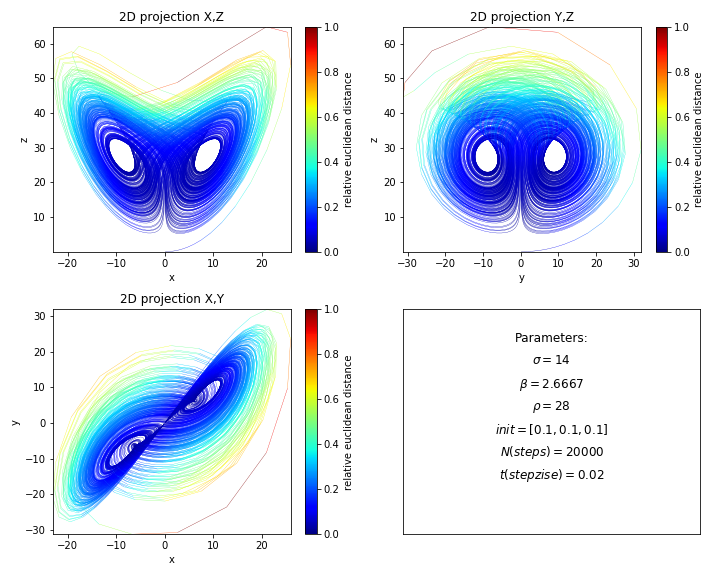 2D projection X,Z
60
50
40
30
20
10
−20 −10 0 10 20
x
z
1.0
0.8
0.6
0.4
0.2
0.0
relative euclidean distance
2D projection Y,Z
60
50
40
30
20
10
−30 −20 −10 0 10 20 30
y
z
1.0
0.8
0.6
0.4
0.2
0.0
relative euclidean distance
2D projection X,Y
30
20
10
0
−10
−20
−30
−20 −10 0 10 20
x
y
1.0
0.8
0.6
0.4
0.2
0.0
relative euclidean distance
Parameters:
σ = 14
β = 2.6667
ρ = 28
init = [0.1, 0.1, 0.1]
N(steps) = 20000
t(stepzise) = 0.02